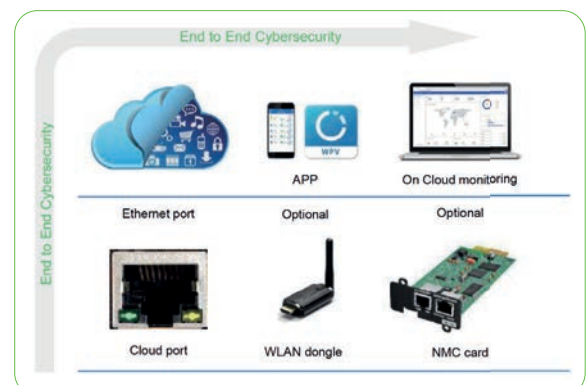 End to End Cybersecurity
End to End Cybersecurity
WPV
APP
On Cloud monitoring
Ethernet port
Optional
Optional
Cloud port
WLAN dongle
NMC card